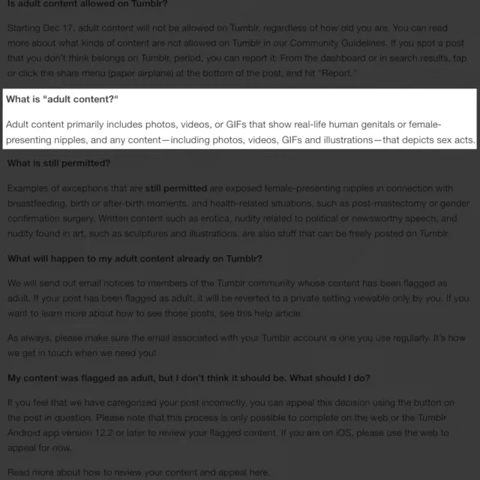 Is adult content allowed on Tumblr?
Starting Dec 17, adult content will not be allowed on Tumblr, regardless of how old you are. You can read
more about what kinds of content are not allowed on Tumblr in our Community Guidelines. If you spot a post
that you don't think belongs on Tumblr, period, you can report it: From the dashboard or in search results, tap
or click the share menu (paper airplane) at the bottom of the post, and hit "Report."
What is "adult content?"
Adult content primarily includes photos, videos, or GIFs that show real-life human genitals or female-
presenting nipples, and any content—including photos, videos, GIFs and illustrations—that depicts sex acts.
What is still permitted?
Examples of exceptions that are still permitted are exposed female-presenting nipples in connection with
breastfeeding, birth or after-birth moments, and health-related situations, such as post-mastectomy or gender
confirmation surgery. Written content such as erotica, nudity related to political or newsworthy speech, and
nudity found in art, such as sculptures and illustrations, are also stuff that can be freely posted on Tumblr.
What will happen to my adult content already on Tumblr?
We will send out email notices to members of the Tumblr community whose content has been flagged as
adult. If your post has been flagged as adult, it will be reverted to a private setting viewable only by you. If you
want to learn more about how to see those posts, see this help article.
As always, please make sure the email associated with your Tumblr account is one you use regularly. It's how
we get in touch when we need you!
My content was flagged as adult, but I don't think it should be. What should I do?
If you feel that we have categorized your post incorrectly, you can appeal this decision using the button on
the post in question. Please note that this process is only possible to complete on the web or the Tumblr
Android app version 12.2 or later to review your flagged content. If you are on iOS, please use the web to
appeal for now.
Read more about how to review your content and appeal here.